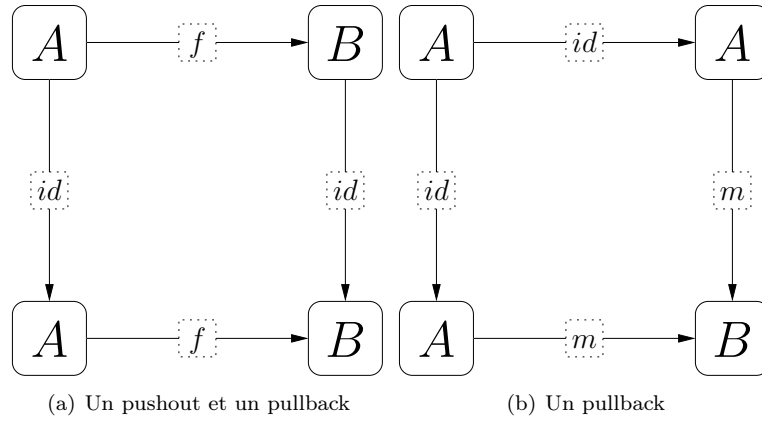 A f B A id A
id id id m
A f B A m B
(a) Un pushout et un pullback (b) Un pullback